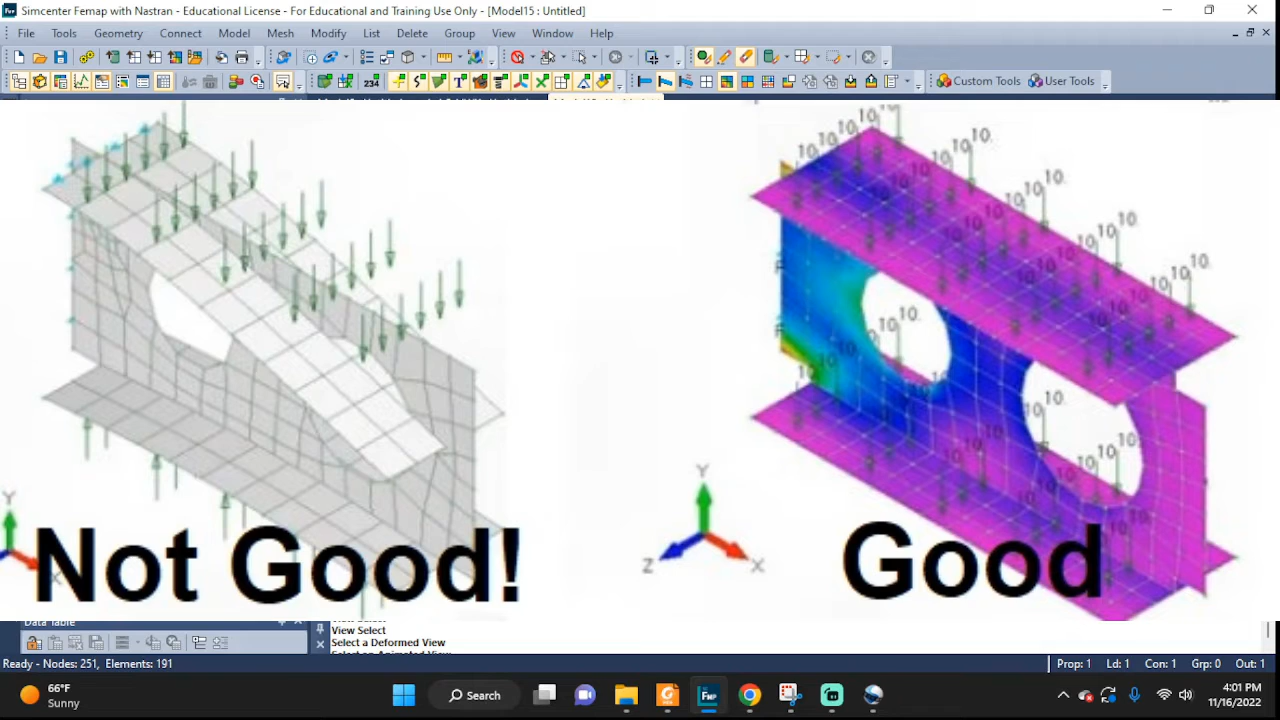 Simcenter Femap with Nastran - Educational License - For Educational and Training Use Only - [Model15 : Untitled]
File Tools Geometry Connect Model Mesh Modify List Delete Group View Window Help
234 Custom Tools User Tools
Not Good!
Good
Y
X
Y
Z
X
Data Table
View Select
Select a Deformed View
Ready - Nodes: 251, Elements: 191
Prop: 1 Ld: 1 Con: 1 Grp: 0 Out: 1
66°F
Sunny
Search
4:01 PM
11/16/2022